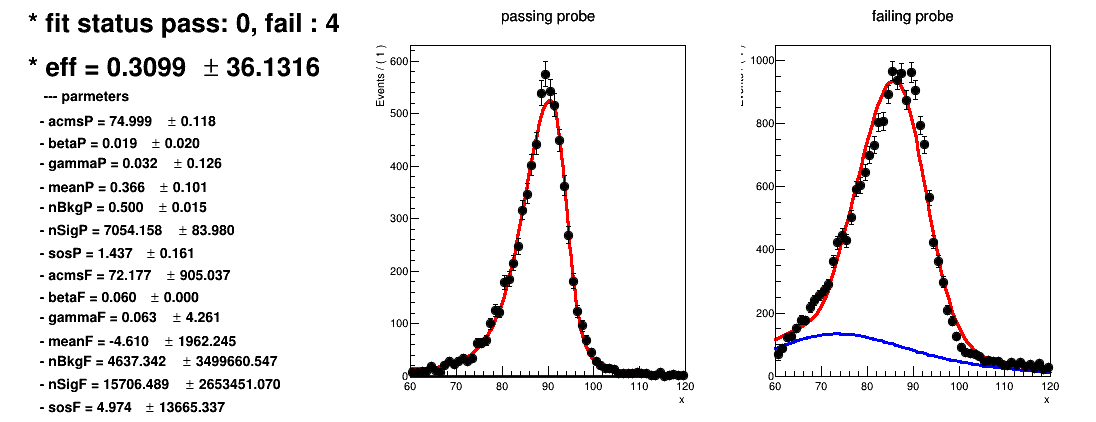 * fit status pass: 0, fail : 4
* eff = 0.3099 ± 36.1316
--- parmeters
- acmsP = 74.999 ± 0.118
- betaP = 0.019 ± 0.020
- gammaP = 0.032 ± 0.126
- meanP = 0.366 ± 0.101
- nBkgP = 0.500 ± 0.015
- nSigP = 7054.158 ± 83.980
- sosP = 1.437 ± 0.161
- acmsF = 72.177 ± 905.037
- betaF = 0.060 ± 0.000
- gammaF = 0.063 ± 4.261
- meanF = -4.610 ± 1962.245
- nBkgF = 4637.342 ± 3499660.547
- nSigF = 15706.489 ± 2653451.070
- sosF = 4.974 ± 13665.337
passing probe
Events / ( 1 )
600
500
400
300
200
100
0
60 70 80 90 100 110 120
x
failing probe
Events / ( 1 )
1000
800
600
400
200
0
60 70 80 90 100 110 120
x